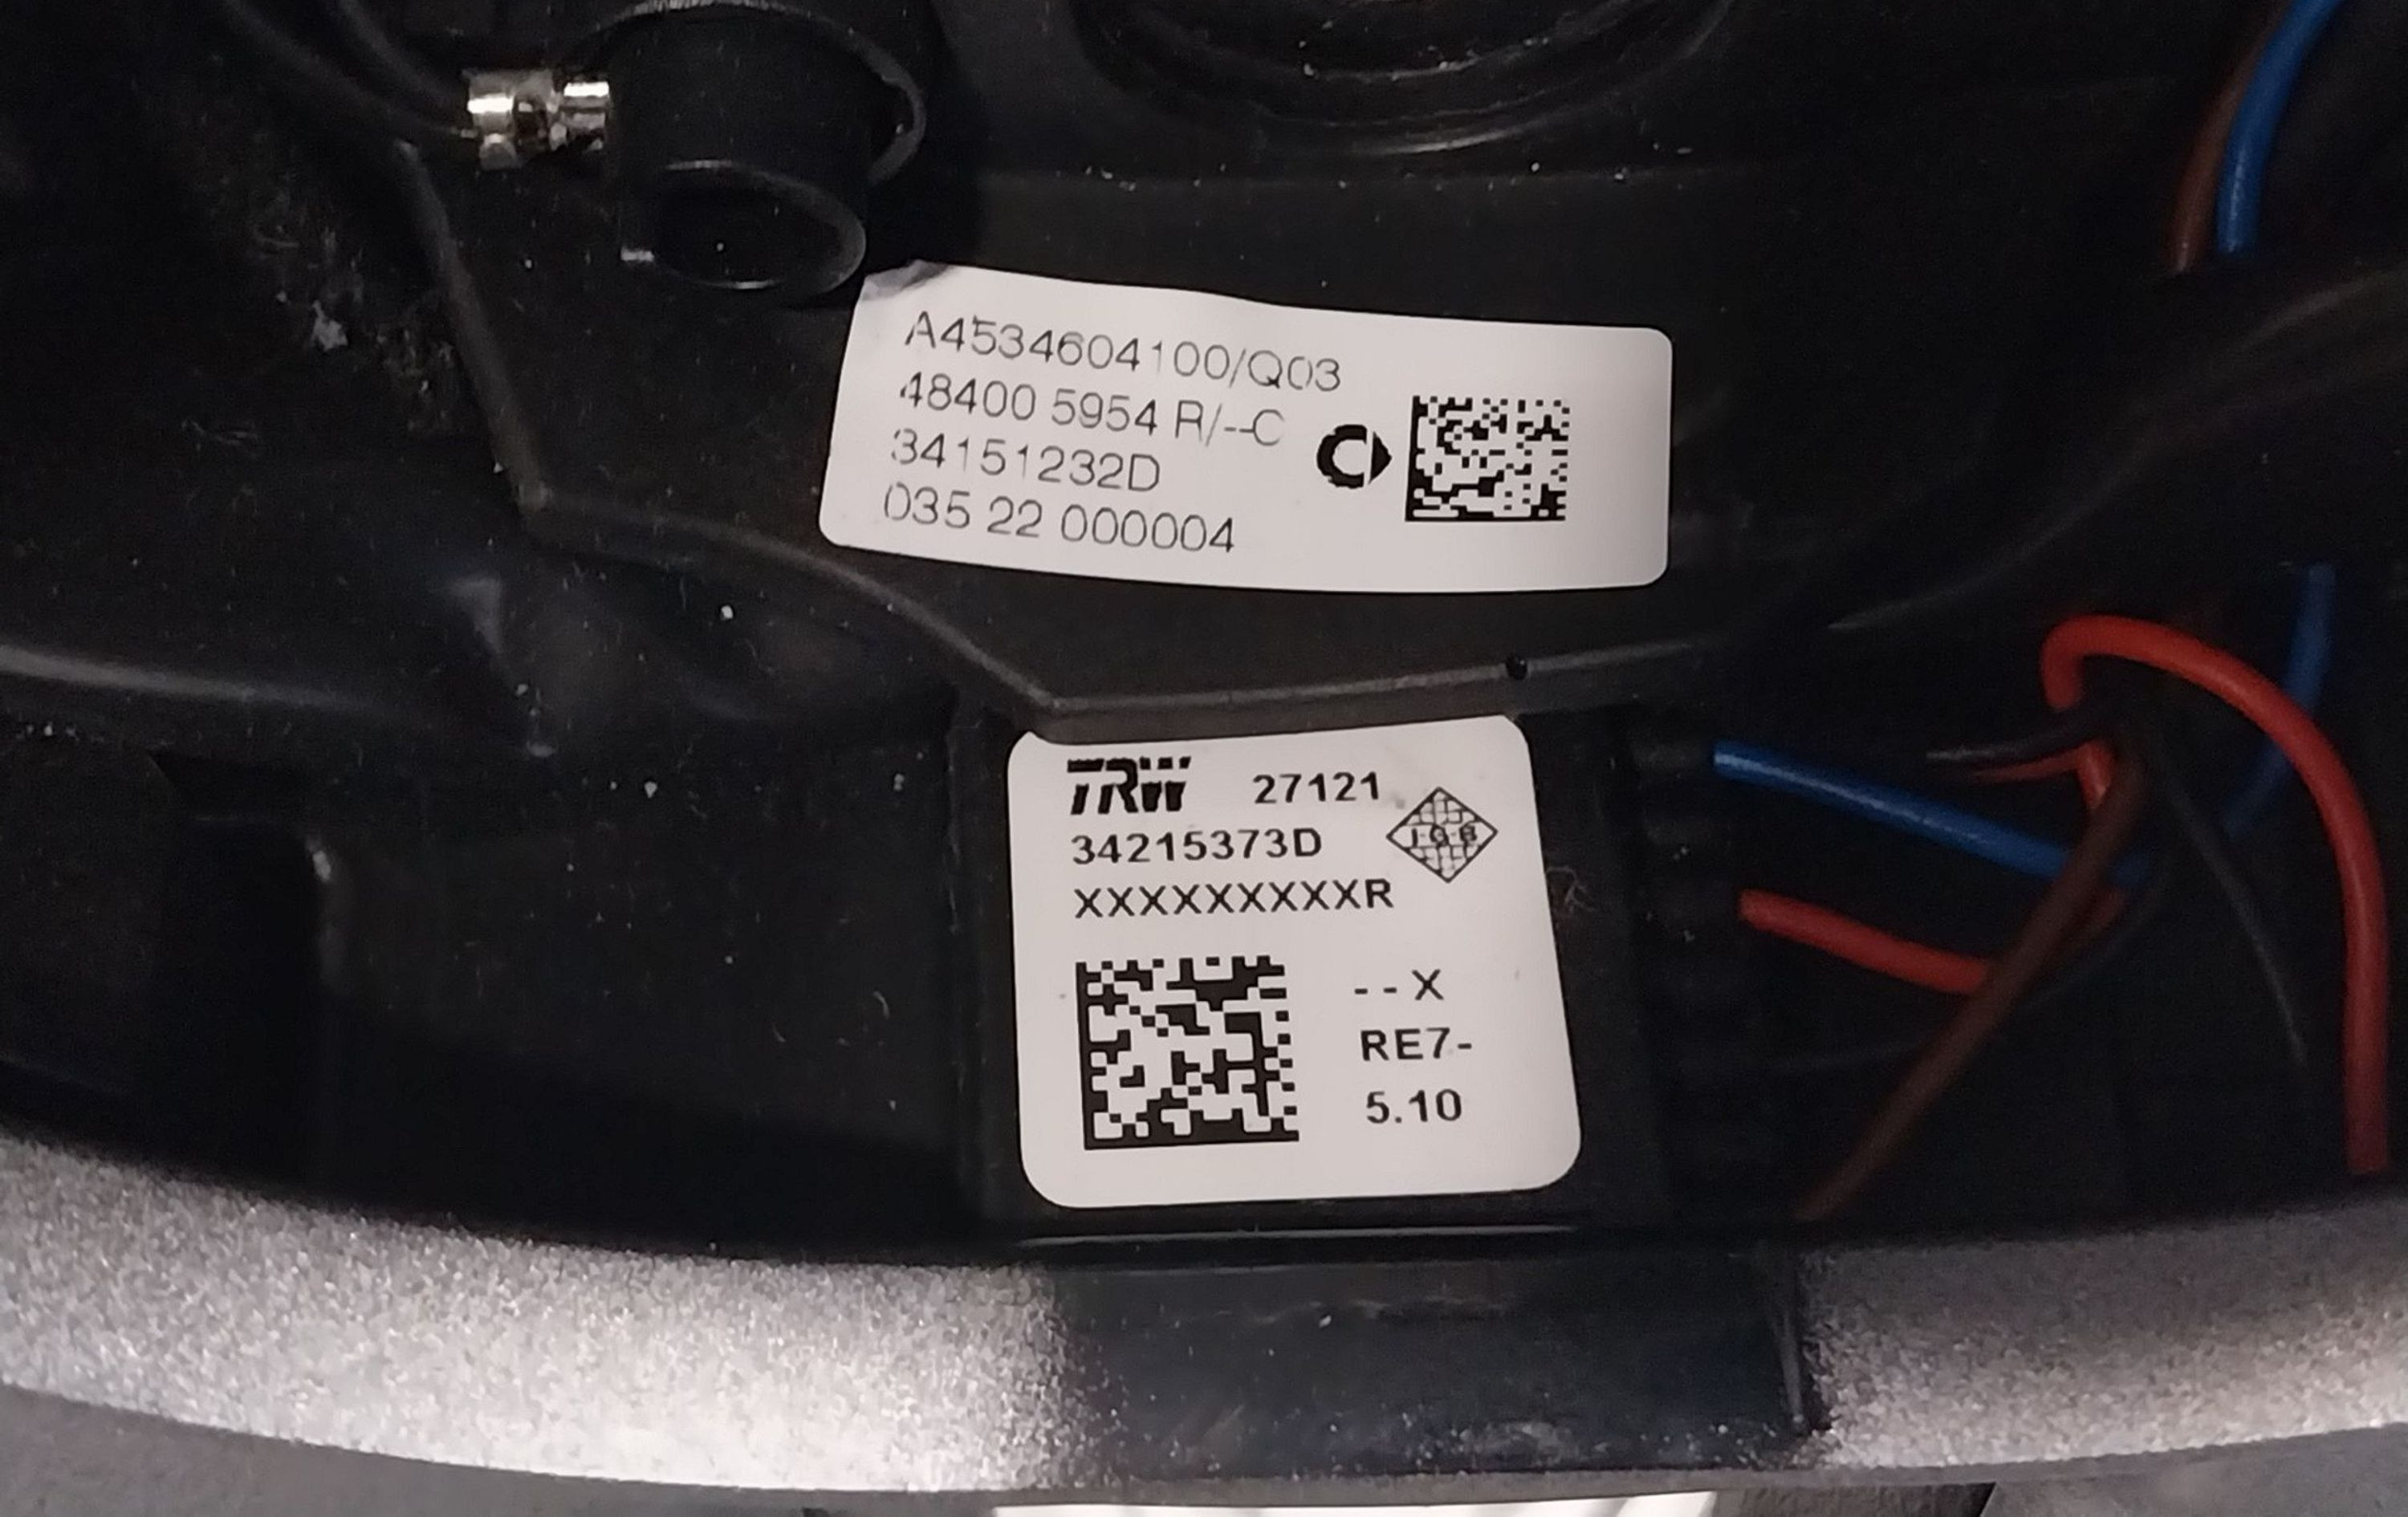 A4534604100/Q03
48400 5954 R/--C
34151232D
035 22 000004
TRW 27121
34215373D
J-G-B
XXXXXXXXXR
--X
RE7-
5.10